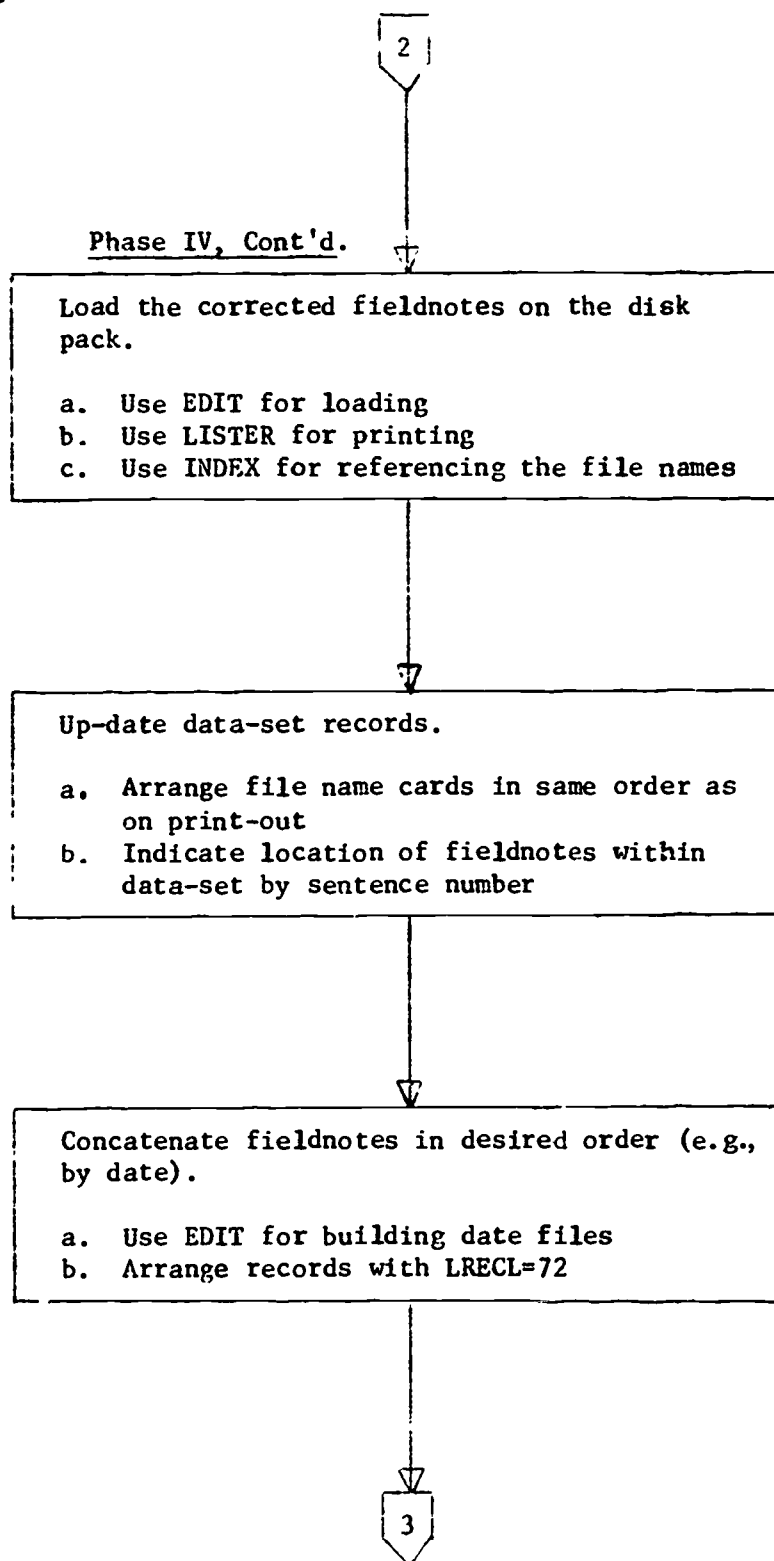 2
Phase IV, Cont'd.
Load the corrected fieldnotes on the disk
pack.
a. Use EDIT for loading
b. Use LISTER for printing
c. Use INDEX for referencing the file names
Up-date data-set records.
a. Arrange file name cards in same order as
on print-out
b. Indicate location of fieldnotes within
data-set by sentence number
Concatenate fieldnotes in desired order (e.g.,
by date).
a. Use EDIT for building date files
b. Arrange records with LRECL=72
3